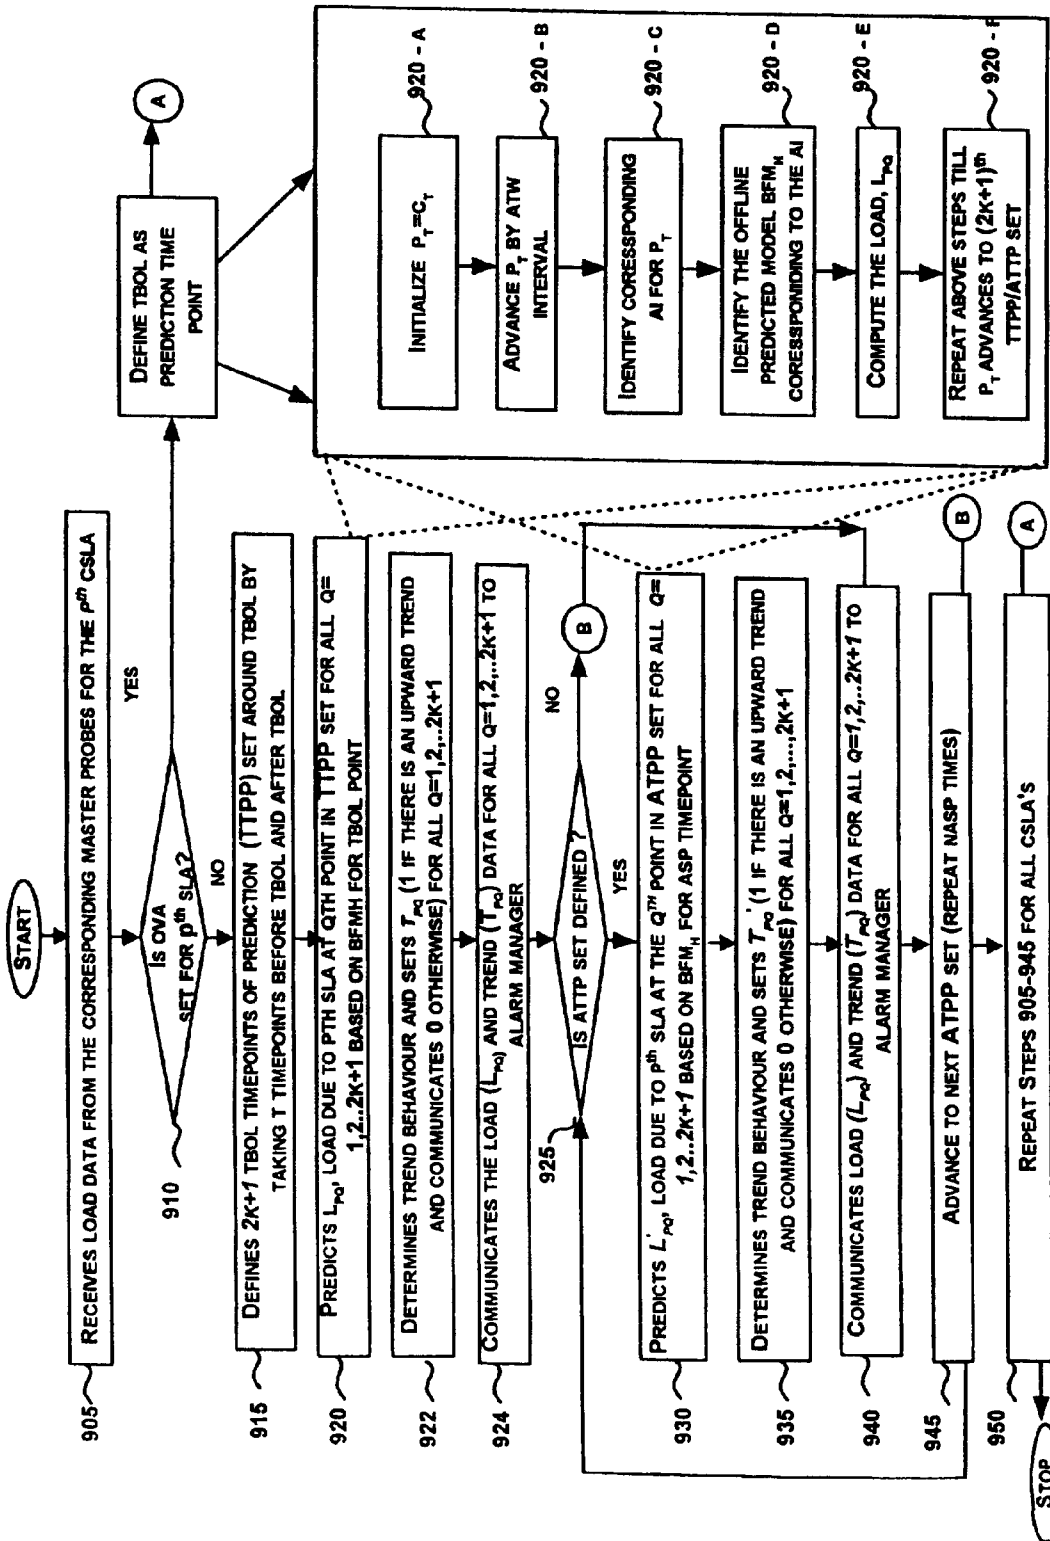 START
905
RECEIVES LOAD DATA FROM THE CORRESPONDING MASTER PROBES FOR THE Pth CSLA
910
IS OVA
SET FOR pth SLA?
YES
NO
DEFINE TBOL AS
PREDICTION TIME
POINT
A
915
DEFINES 2K+1 TBOL TIMEPOINTS OF PREDICTION (TTPP) SET AROUND TBOL BY
TAKING T TIMEPOINTS BEFORE TBOL AND AFTER TBOL
920
PREDICTS LPQ, LOAD DUE TO PTH SLA AT QTH POINT IN TTPP SET FOR ALL Q=
1,2..2K+1 BASED ON BFMH FOR TBOL POINT
922
DETERMINES TREND BEHAVIOUR AND SETS TPQ (1 IF THERE IS AN UPWARD TREND
AND COMMUNICATES 0 OTHERWISE) FOR ALL Q=1,2,..2K+1
924
COMMUNICATES THE LOAD (LPQ) AND TREND (TPQ) DATA FOR ALL Q=1,2,..2K+1 TO
ALARM MANAGER
925
IS ATTP SET DEFINED ?
NO
B
YES
930
PREDICTS L'PQ, LOAD DUE TO Pth SLA AT THE QTH POINT IN ATPP SET FOR ALL Q=
1,2..2K+1 BASED ON BFMH FOR ASP TIMEPOINT
935
DETERMINES TREND BEHAVIOUR AND SETS TPQ' (1 IF THERE IS AN UPWARD TREND
AND COMMUNICATES 0 OTHERWISE) FOR ALL Q=1,2,...,2K+1
940
COMMUNICATES LOAD (LPQ') AND TREND (TPQ') DATA FOR ALL Q=1,2,..2K+1 TO
ALARM MANAGER
945
ADVANCE TO NEXT ATPP SET (REPEAT NASP TIMES)
B
950
REPEAT STEPS 905-945 FOR ALL CSLA'S
A
STOP
INITIALIZE PT=CT
920 - A
ADVANCE PT BY ATW
INTERVAL
920 - B
IDENTIFY CORESSPONDING
AI FOR PT
920 - C
IDENTIFY THE OFFLINE
PREDICTED MODEL BFMH
CORESSPONIDING TO THE AI
920 - D
COMPUTE THE LOAD, LPQ
920 - E
REPEAT ABOVE STEPS TILL
PT ADVANCES TO (2K+1)th
TTPP/ATTP SET
920 - F